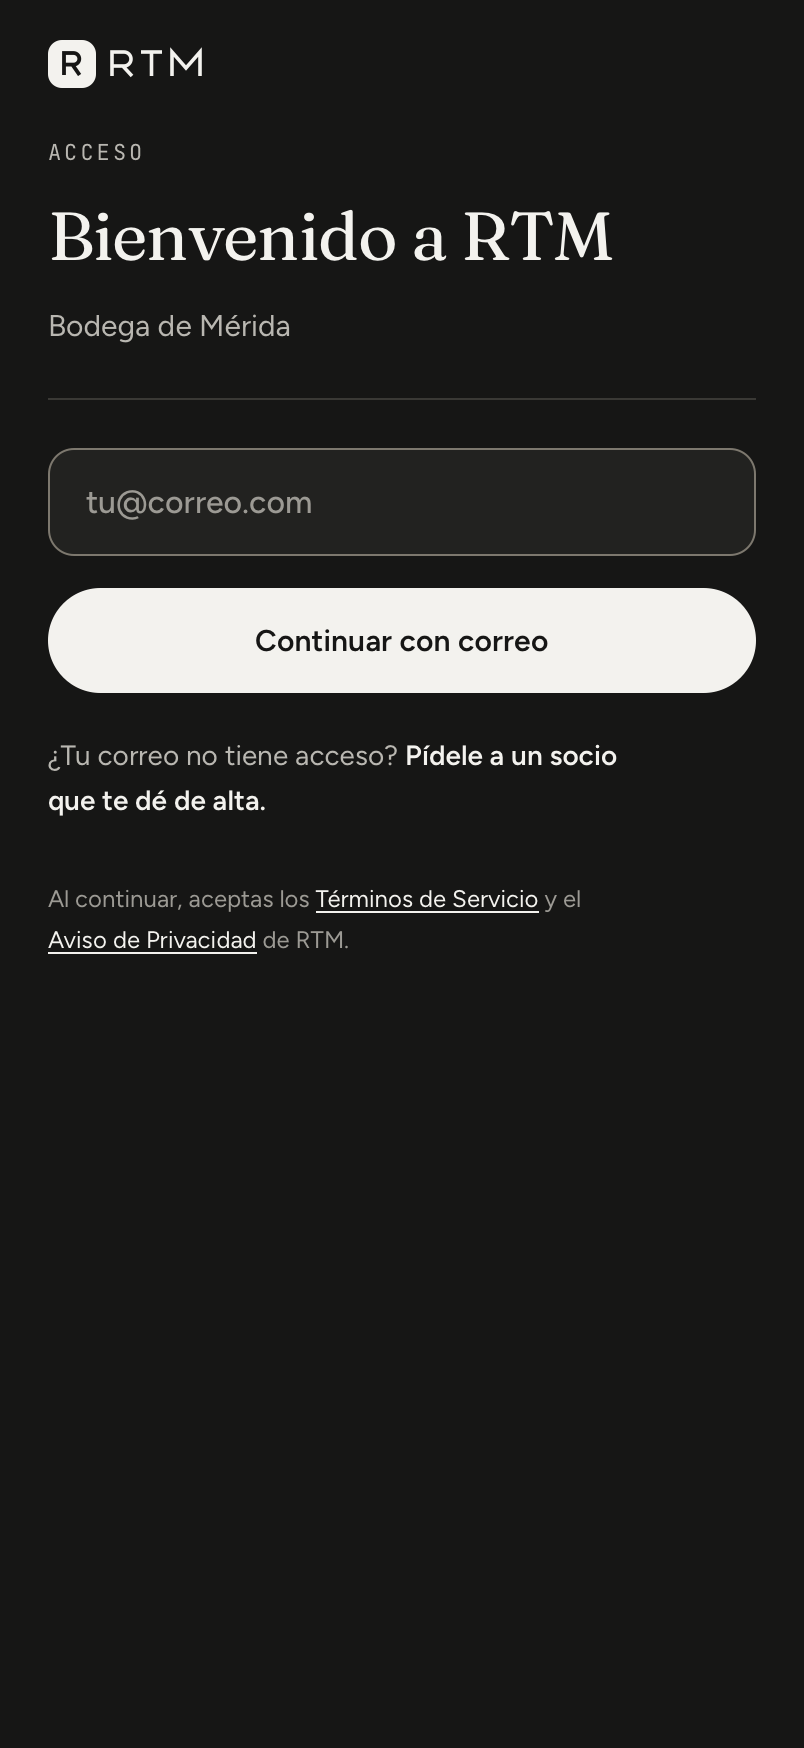 R RTM
ACCESO
Bienvenido a RTM
Bodega de Mérida
tu@correo.com
Continuar con correo
¿Tu correo no tiene acceso? Pídele a un socio
que te dé de alta.
Al continuar, aceptas los Términos de Servicio y el
Aviso de Privacidad de RTM.